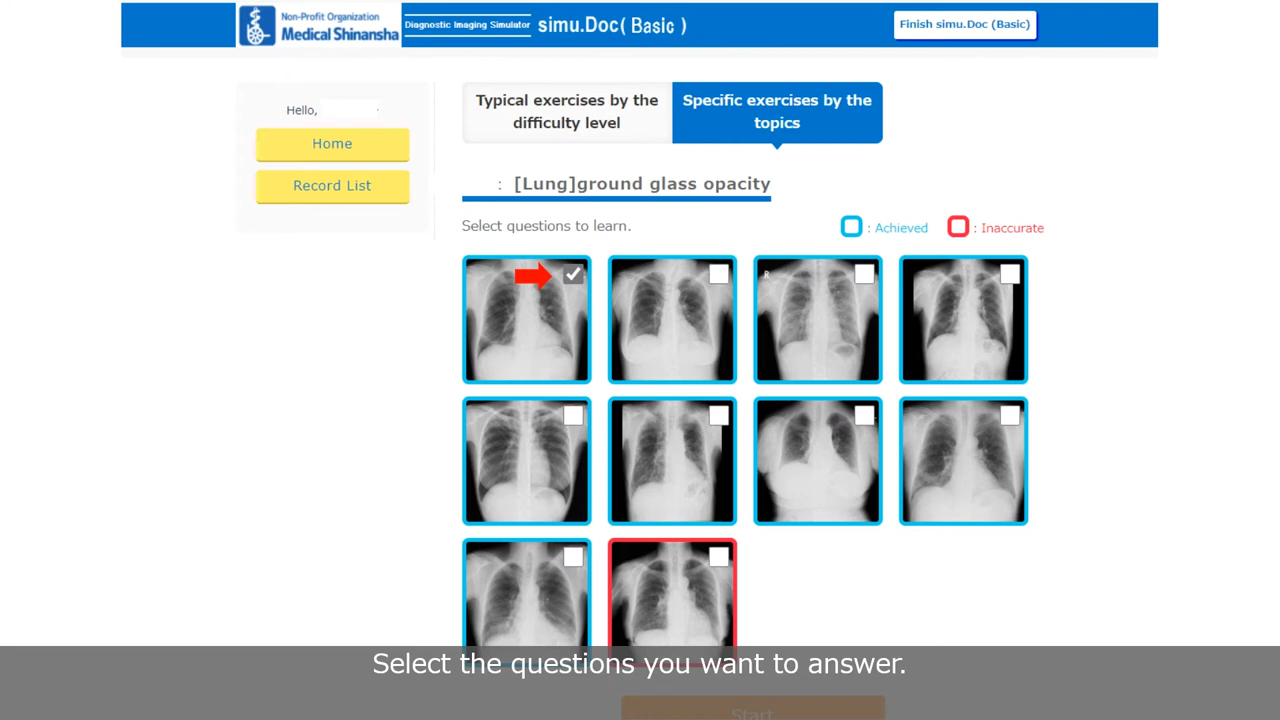 Non-Profit Organization
Medical Shinansha
Diagnostic Imaging Simulator
simu.Doc( Basic )
Finish simu.Doc (Basic)
Hello,
Home
Record List
Typical exercises by the
difficulty level
Specific exercises by the
topics
: [Lung]ground glass opacity
Select questions to learn.
: Achieved
: Inaccurate
R
Select the questions you want to answer.
Start